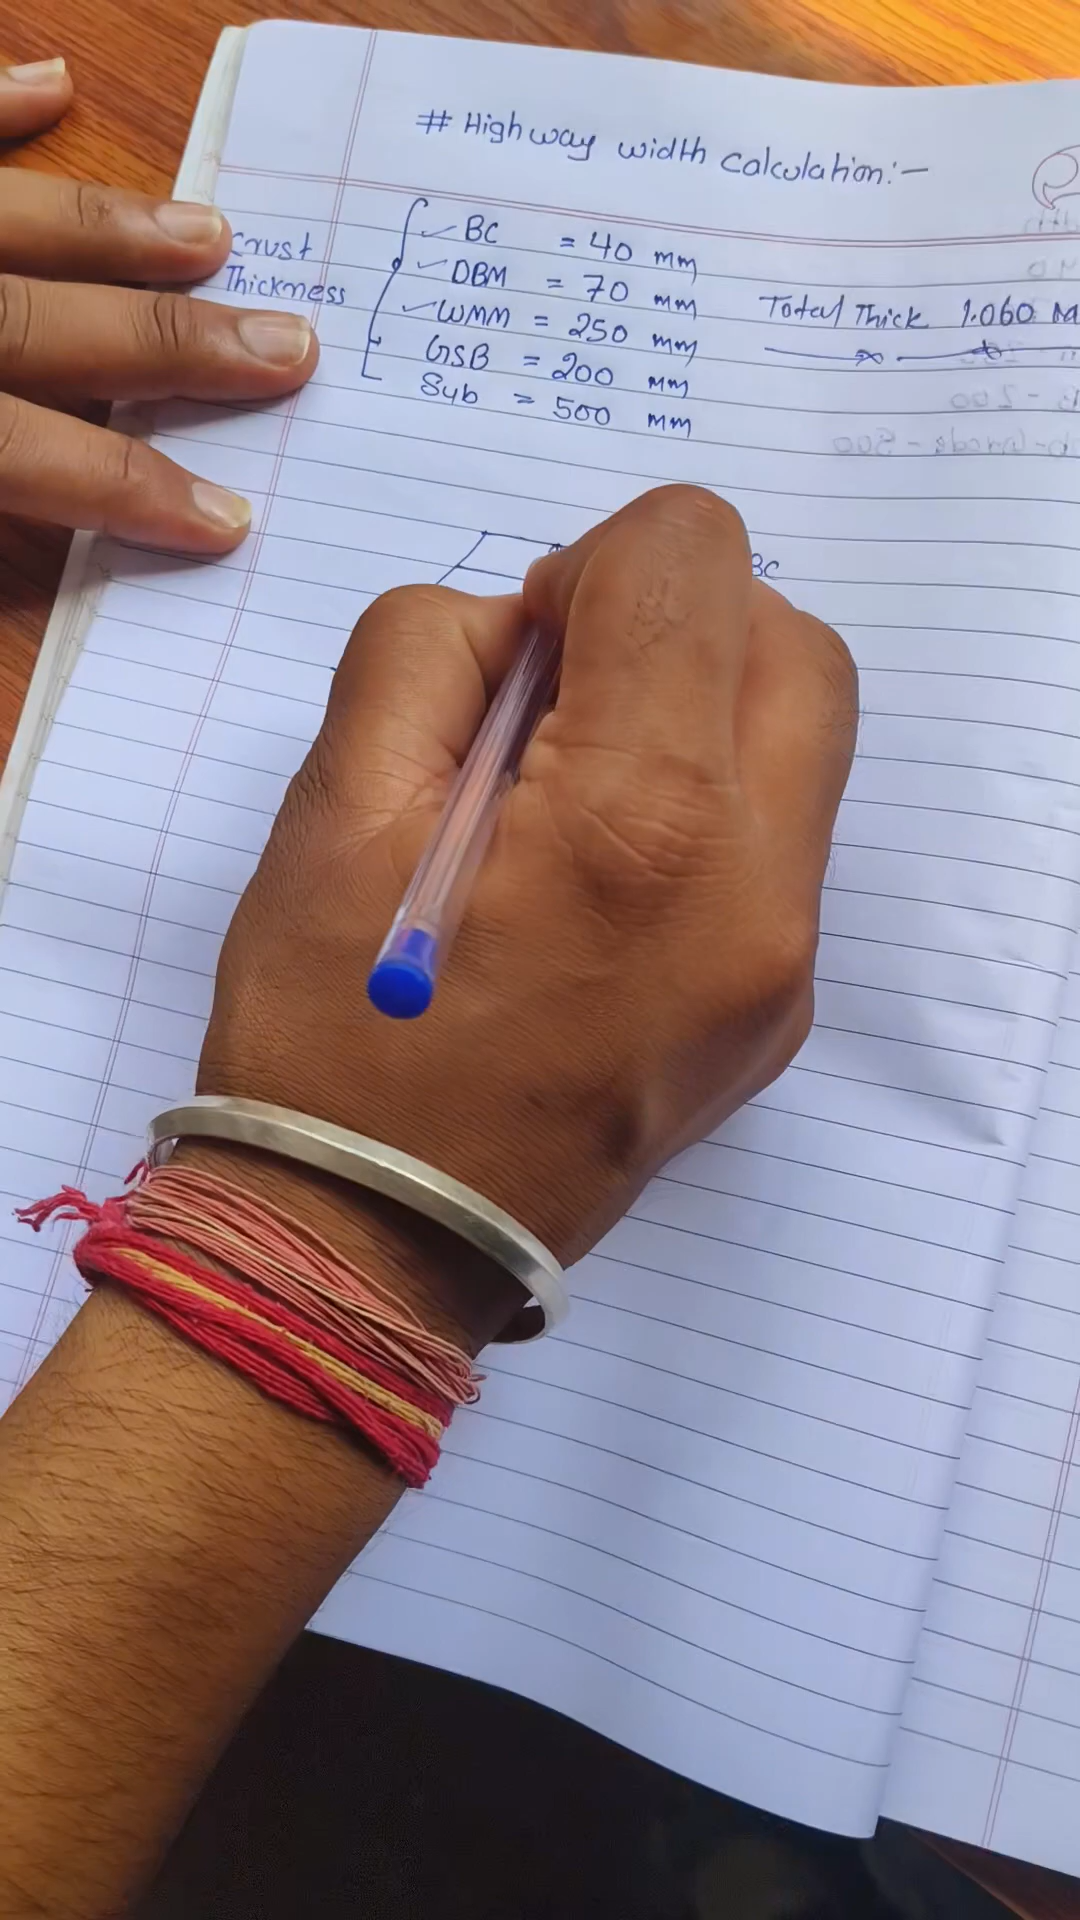 # Highway width calculation:-
Crust Thickness
BC = 40 mm
DBM = 70 mm
WMM = 250 mm
GSB = 200 mm
Sub = 500 mm
Total Thick 1.060 M
BC